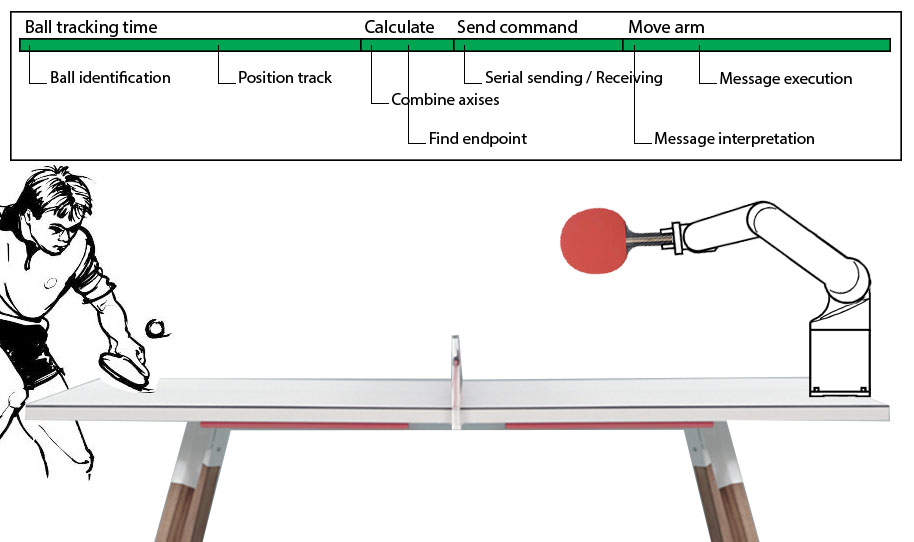 Ball tracking time
Calculate
Send command
Move arm
Ball identification
Position track
Serial sending / Receiving
Message execution
Combine axises
Find endpoint
Message interpretation